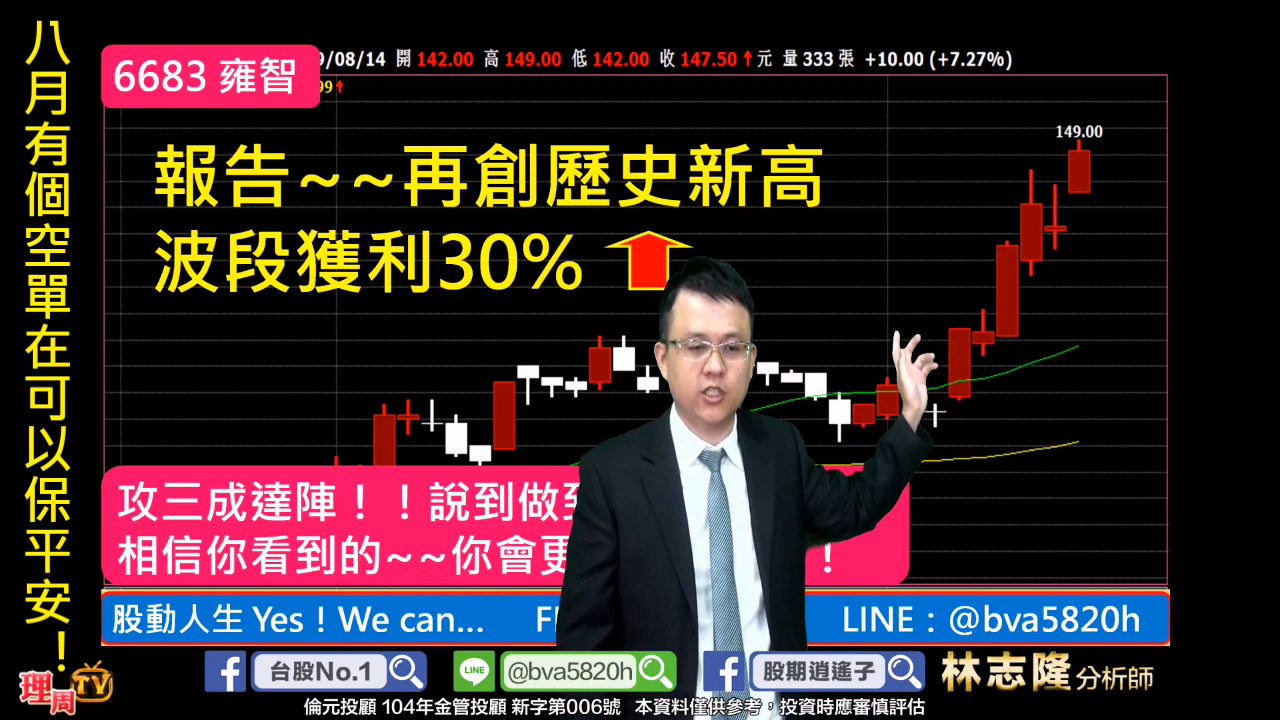 八月有個空單在可以保平安！
6683 雍智
9/08/14 開 142.00 高 149.00 低 142.00 收 147.50 元 量 333 張 +10.00 (+7.27%)
99
149.00
報告~~再創歷史新高
波段獲利30%
攻三成達陣！！說到做
相信你看到的~~你會更 ！
股動人生 Yes！We can... LINE：@bva5820h
理周TV
台股No.1
LINE
@bva5820h
股期逍遙子
林志隆 分析師
倫元投顧 104年金管投顧 新字第006號 本資料僅供參考，投資時應審慎評估